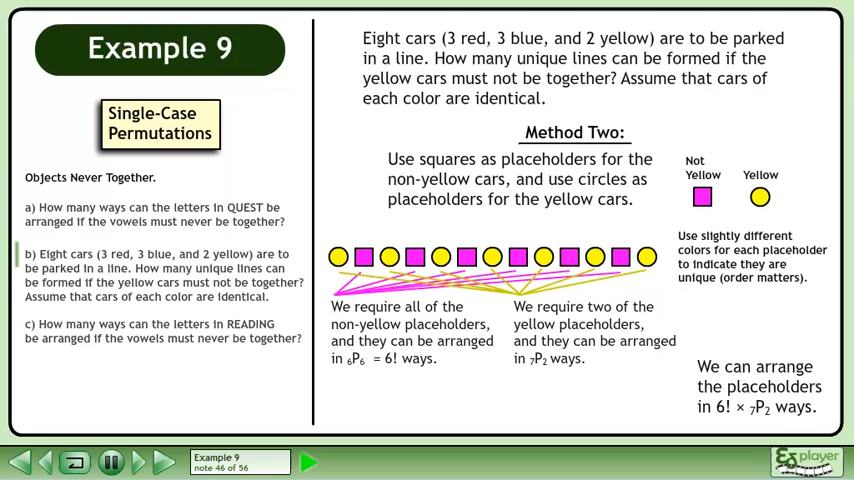 Example 9
Single-Case
Permutations
Objects Never Together.
a) How many ways can the letters in QUEST be
arranged if the vowels must never be together?
b) Eight cars (3 red, 3 blue, and 2 yellow) are to
be parked in a line. How many unique lines can
be formed if the yellow cars must not be together?
Assume that cars of each color are identical.
c) How many ways can the letters in READING
be arranged if the vowels must never be together?
Eight cars (3 red, 3 blue, and 2 yellow) are to be parked
in a line. How many unique lines can be formed if the
yellow cars must not be together? Assume that cars of
each color are identical.
Method Two:
Use squares as placeholders for the
non-yellow cars, and use circles as
placeholders for the yellow cars.
Not
Yellow
Yellow
Use slightly different
colors for each placeholder
to indicate they are
unique (order matters).
We require all of the
non-yellow placeholders,
and they can be arranged
in ₆P₆ = 6! ways.
We require two of the
yellow placeholders,
and they can be arranged
in ₇P₂ ways.
We can arrange
the placeholders
in 6! × ₇P₂ ways.
Example 9
note 46 of 56
player